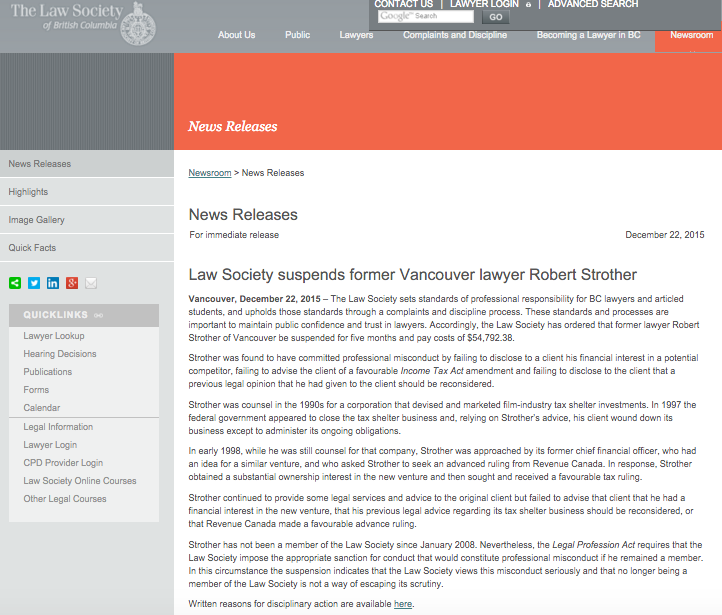 The Law Society
of British Columbia
CONTACT US | LAWYER LOGIN | ADVANCED SEARCH
Google Search GO
About Us Public Lawyers Complaints and Discipline Becoming a Lawyer in BC Newsroom
News Releases
News Releases
Highlights
Image Gallery
Quick Facts
QUICKLINKS
Lawyer Lookup
Hearing Decisions
Publications
Forms
Calendar
Legal Information
Lawyer Login
CPD Provider Login
Law Society Online Courses
Other Legal Courses
Newsroom > News Releases
News Releases
For immediate release December 22, 2015
Law Society suspends former Vancouver lawyer Robert Strother
Vancouver, December 22, 2015 – The Law Society sets standards of professional responsibility for BC lawyers and articled
students, and upholds those standards through a complaints and discipline process. These standards and processes are
important to maintain public confidence and trust in lawyers. Accordingly, the Law Society has ordered that former lawyer Robert
Strother of Vancouver be suspended for five months and pay costs of $54,792.38.
Strother was found to have committed professional misconduct by failing to disclose to a client his financial interest in a potential
competitor, failing to advise the client of a favourable Income Tax Act amendment and failing to disclose to the client that a
previous legal opinion that he had given to the client should be reconsidered.
Strother was counsel in the 1990s for a corporation that devised and marketed film-industry tax shelter investments. In 1997 the
federal government appeared to close the tax shelter business and, relying on Strother's advice, his client wound down its
business except to administer its ongoing obligations.
In early 1998, while he was still counsel for that company, Strother was approached by its former chief financial officer, who had
an idea for a similar venture, and who asked Strother to seek an advanced ruling from Revenue Canada. In response, Strother
obtained a substantial ownership interest in the new venture and then sought and received a favourable tax ruling.
Strother continued to provide some legal services and advice to the original client but failed to advise that client that he had a
financial interest in the new venture, that his previous legal advice regarding its tax shelter business should be reconsidered, or
that Revenue Canada made a favourable advance ruling.
Strother has not been a member of the Law Society since January 2008. Nevertheless, the Legal Profession Act requires that the
Law Society impose the appropriate sanction for conduct that would constitute professional misconduct if he remained a member.
In this circumstance the suspension indicates that the Law Society views this misconduct seriously and that no longer being a
member of the Law Society is not a way of escaping its scrutiny.
Written reasons for disciplinary action are available here.